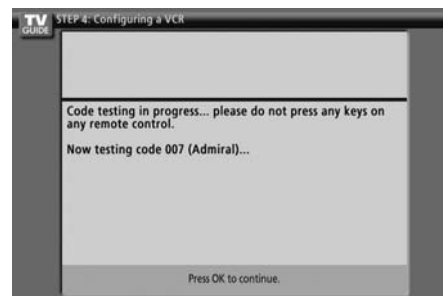 TV
GUIDE
STEP 4: Configuring a VCR
Code testing in progress... please do not press any keys on
any remote control.
Now testing code 007 (Admiral)...
Press OK to continue.